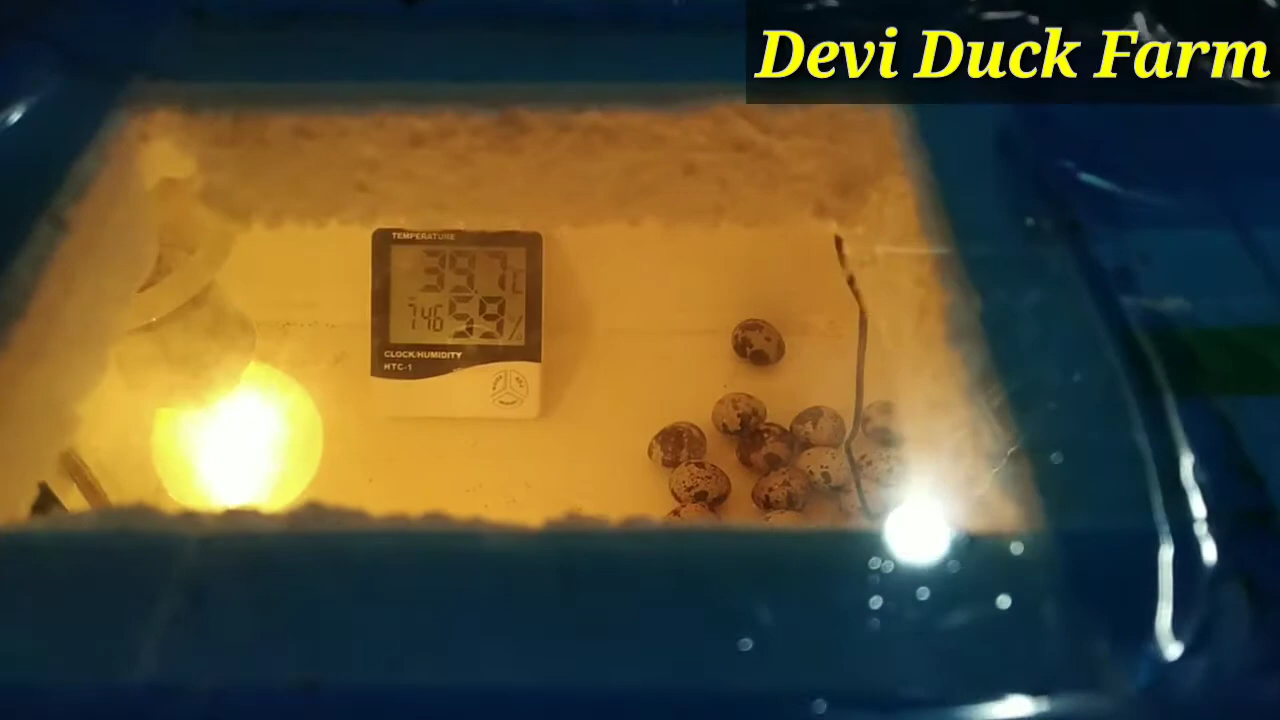 Devi Duck Farm
TEMPERATURE
39.7°C
7:46 59%
CLOCK/HUMIDITY
HTC-1